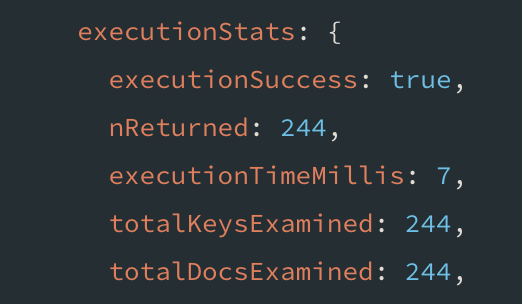 executionStats: {
executionSuccess: true,
nReturned: 244,
executionTimeMillis: 7,
totalKeysExamined: 244,
totalDocsExamined: 244,